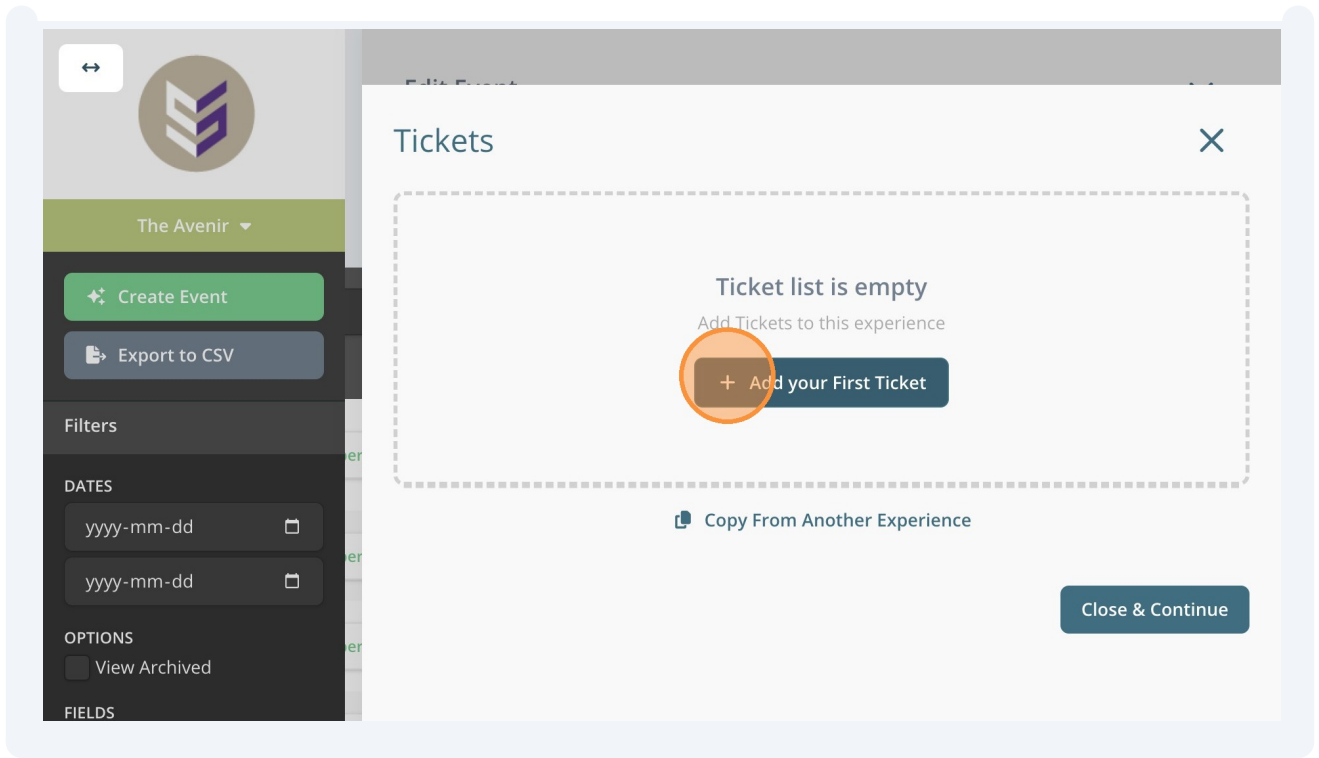 Edit Event
Tickets
The Avenir
Create Event
Export to CSV
Filters
DATES
yyyy-mm-dd
yyyy-mm-dd
OPTIONS
View Archived
FIELDS
Ticket list is empty
Add Tickets to this experience
Add your First Ticket
Copy From Another Experience
Close & Continue